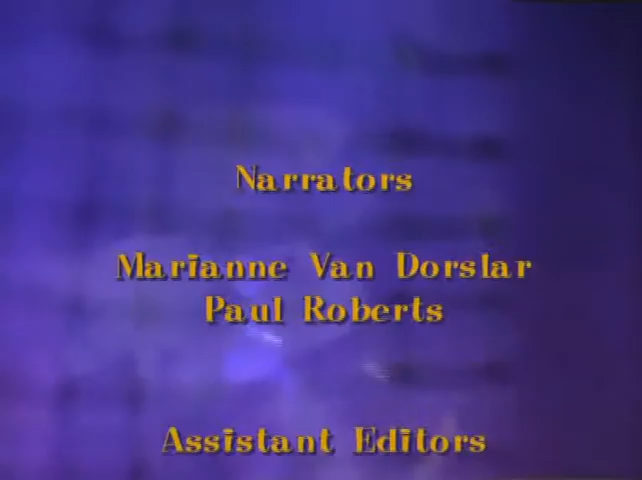 Narrators
Marianne Van Dorslar
Paul Roberts
Assistant Editors